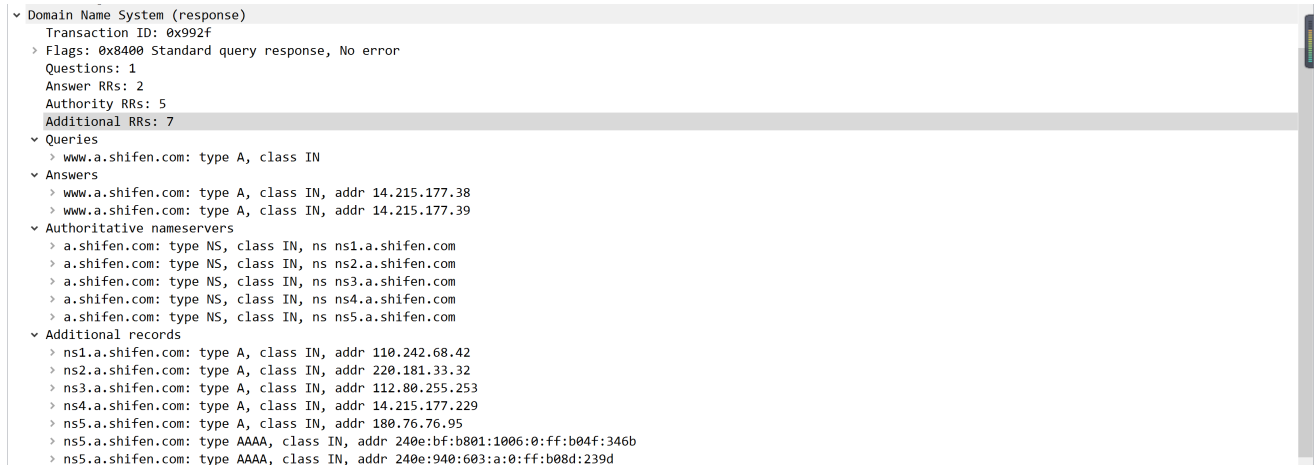 Domain Name System (response)
Transaction ID: 0x992f
Flags: 0x8400 Standard query response, No error
Questions: 1
Answer RRs: 2
Authority RRs: 5
Additional RRs: 7
Queries
www.a.shifen.com: type A, class IN
Answers
www.a.shifen.com: type A, class IN, addr 14.215.177.38
www.a.shifen.com: type A, class IN, addr 14.215.177.39
Authoritative nameservers
a.shifen.com: type NS, class IN, ns ns1.a.shifen.com
a.shifen.com: type NS, class IN, ns ns2.a.shifen.com
a.shifen.com: type NS, class IN, ns ns3.a.shifen.com
a.shifen.com: type NS, class IN, ns ns4.a.shifen.com
a.shifen.com: type NS, class IN, ns ns5.a.shifen.com
Additional records
ns1.a.shifen.com: type A, class IN, addr 110.242.68.42
ns2.a.shifen.com: type A, class IN, addr 220.181.33.32
ns3.a.shifen.com: type A, class IN, addr 112.80.255.253
ns4.a.shifen.com: type A, class IN, addr 14.215.177.229
ns5.a.shifen.com: type A, class IN, addr 180.76.76.95
ns5.a.shifen.com: type AAAA, class IN, addr 240e:bf:b801:1006:0:ff:b04f:346b
ns5.a.shifen.com: type AAAA, class IN, addr 240e:940:603:a:0:ff:b08d:239d